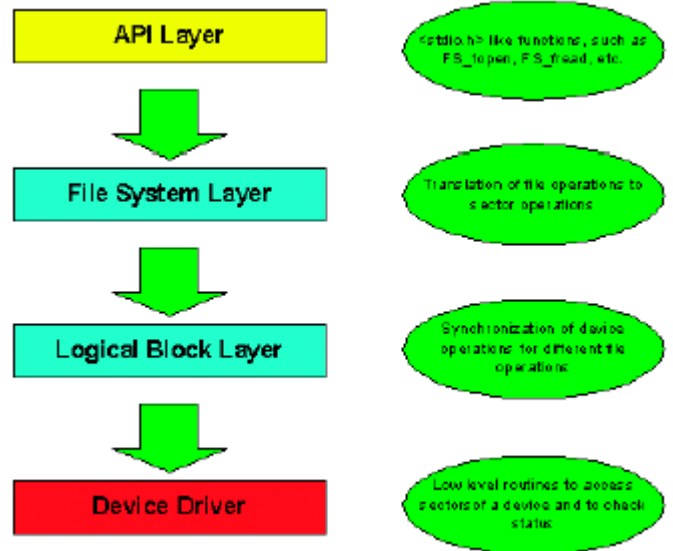 API Layer
<stdio.h> like functions, such as
FS_fopen, FS_fread, etc.
File System Layer
Translation of file operations to
sector operations
Logical Block Layer
Synchronization of device
operations for different file
operations
Device Driver
Low level routines to access
sectors of a device and to check
status